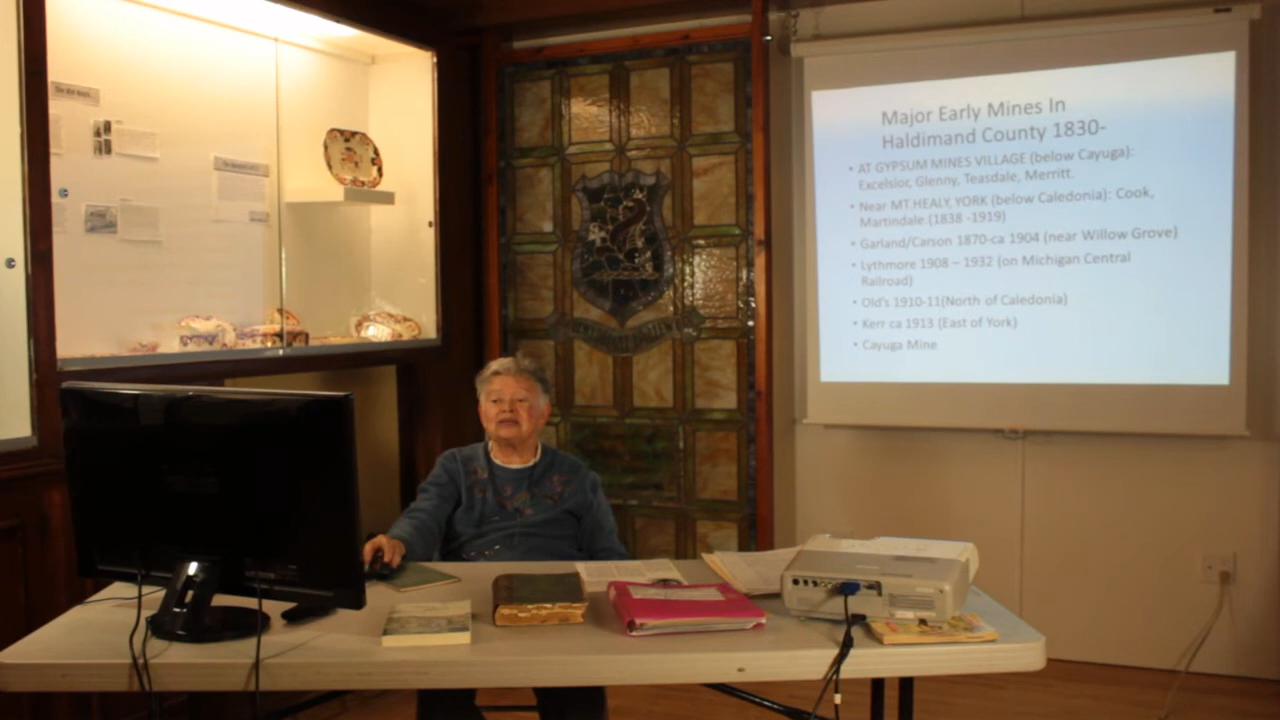 Major Early Mines In
Haldimand County 1830-
• AT GYPSUM MINES VILLAGE (below Cayuga):
Excelsior, Glenny, Teasdale, Merritt.
• Near MT.HEALY, YORK (below Caledonia): Cook,
Martindale (1838 -1919)
• Garland/Carson 1870-ca 1904 (near Willow Grove)
• Lythmore 1908 – 1932 (on Michigan Central
Railroad)
• Old's 1910-11(North of Caledonia)
• Kerr ca 1913 (East of York)
• Cayuga Mine